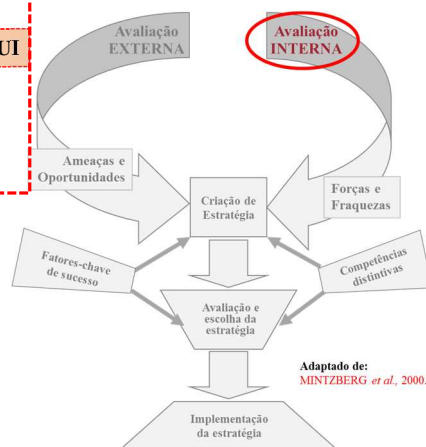 UI
Avaliação
EXTERNA
Avaliação
INTERNA
Ameaças e
Oportunidades
Criação de
Estratégia
Forças e
Fraquezas
Fatores-chave
de sucesso
Competências
distintivas
Avaliação e
escolha da
estratégia
Adaptado de:
MINTZBERG et al., 2000.
Implementação
da estratégia